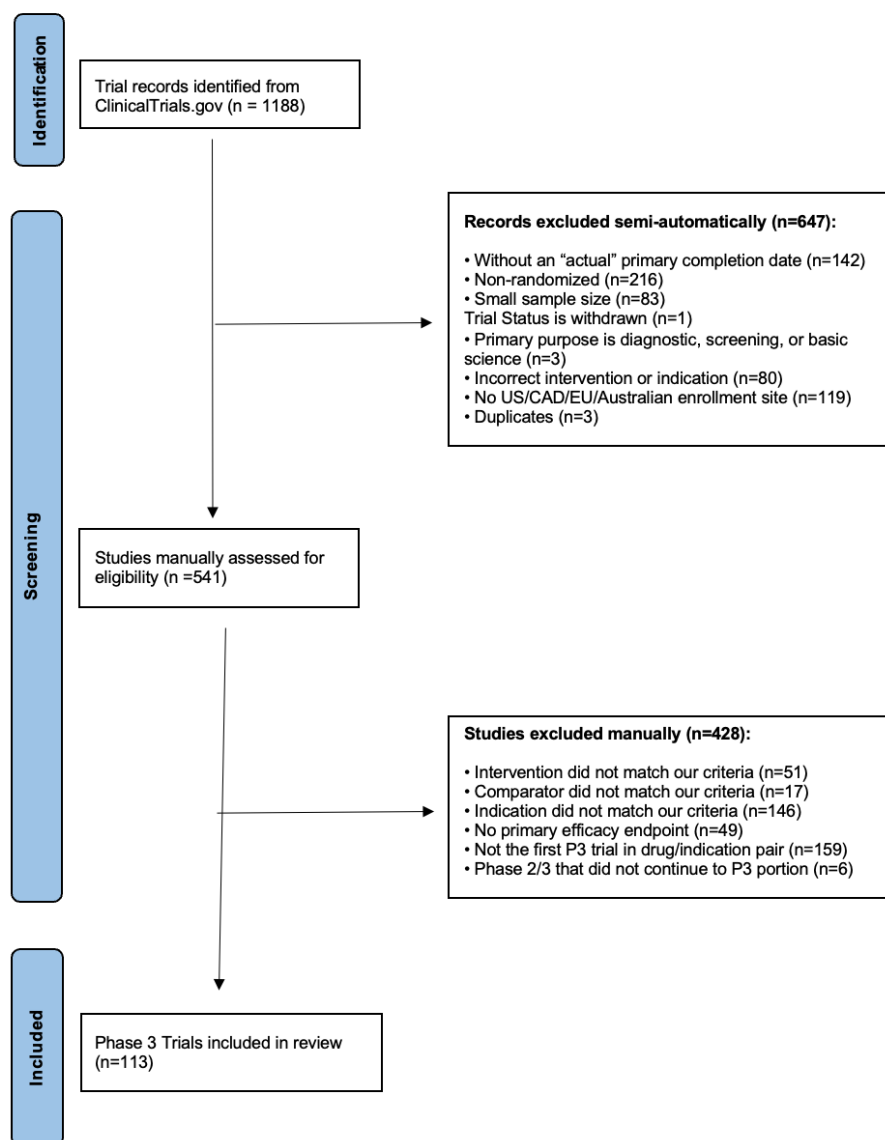 Identification
Trial records identified from
ClinicalTrials.gov (n = 1188)
Screening
Records excluded semi-automatically (n=647):
• Without an “actual” primary completion date (n=142)
• Non-randomized (n=216)
• Small sample size (n=83)
Trial Status is withdrawn (n=1)
• Primary purpose is diagnostic, screening, or basic
science (n=3)
• Incorrect intervention or indication (n=80)
• No US/CAD/EU/Australian enrollment site (n=119)
• Duplicates (n=3)
Studies manually assessed for
eligibility (n =541)
Studies excluded manually (n=428):
• Intervention did not match our criteria (n=51)
• Comparator did not match our criteria (n=17)
• Indication did not match our criteria (n=146)
• No primary efficacy endpoint (n=49)
• Not the first P3 trial in drug/indication pair (n=159)
• Phase 2/3 that did not continue to P3 portion (n=6)
Included
Phase 3 Trials included in review
(n=113)